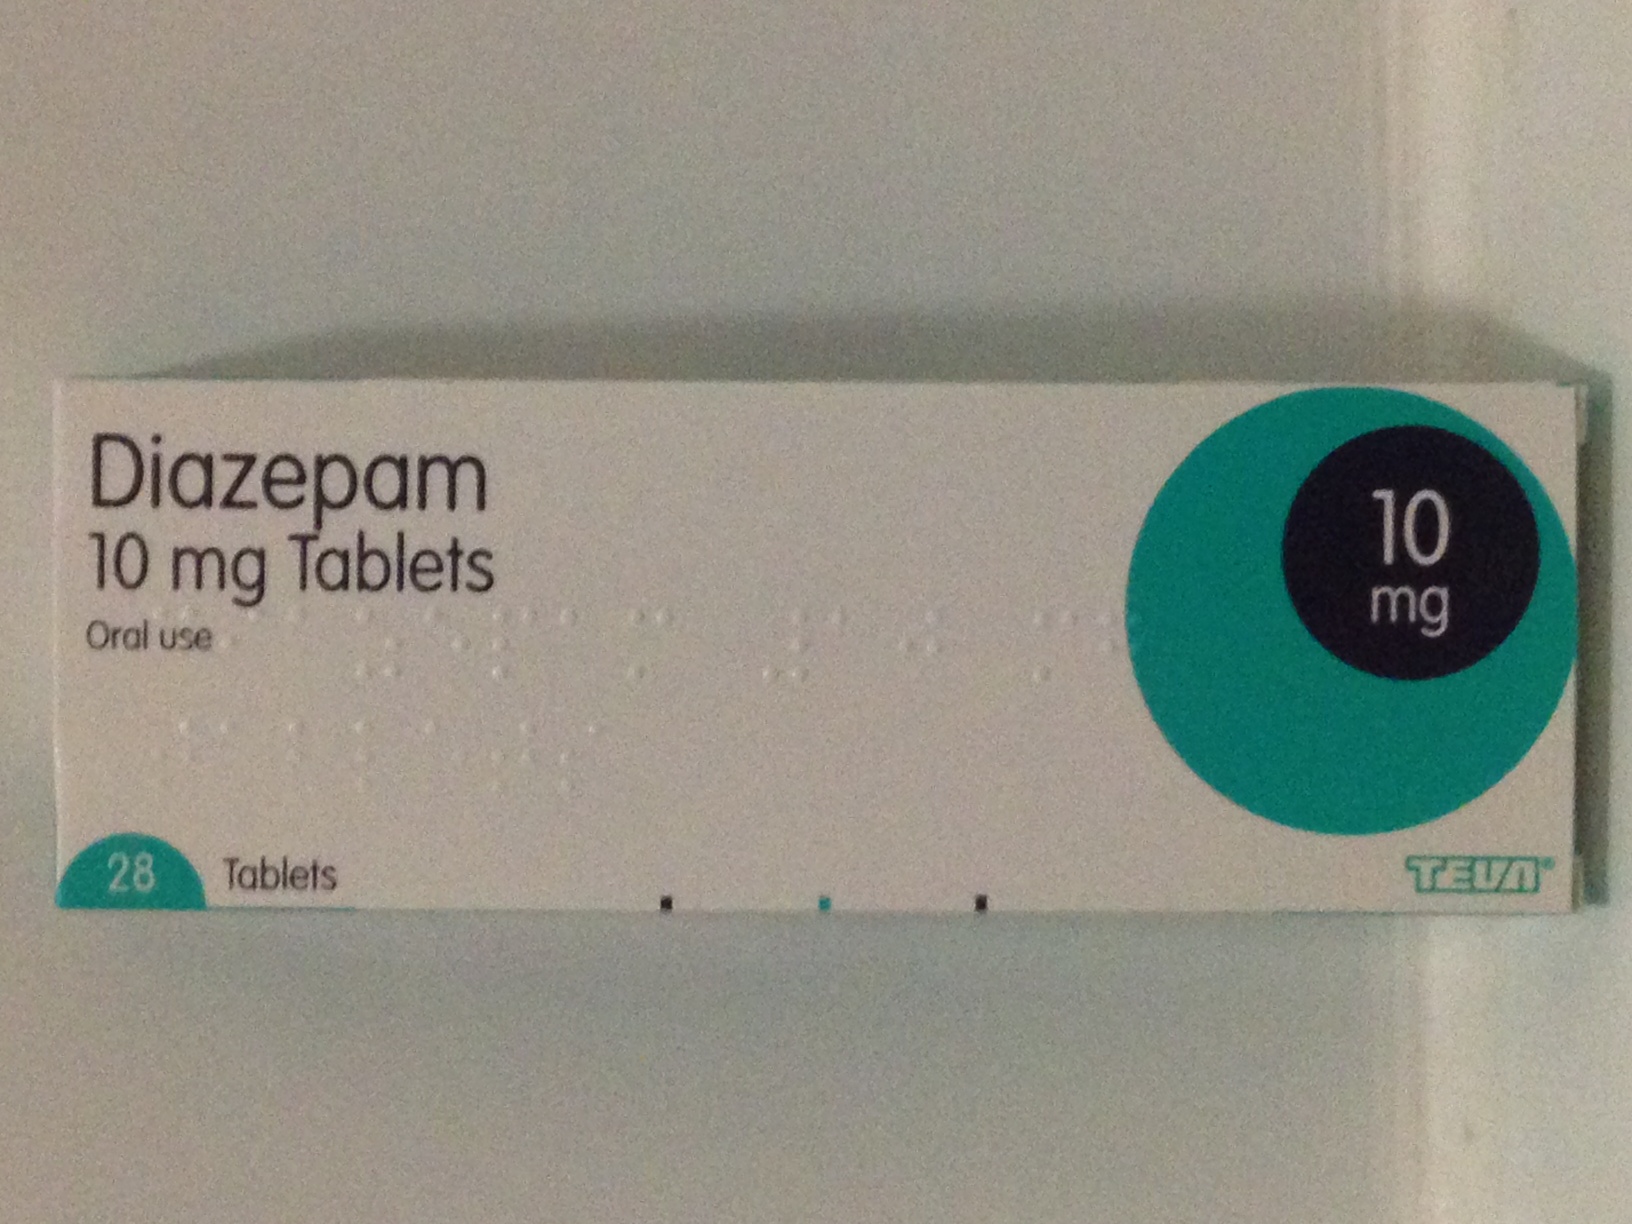 Diazepam
10 mg Tablets
Oral use
10
mg
28 Tablets
TEVA®